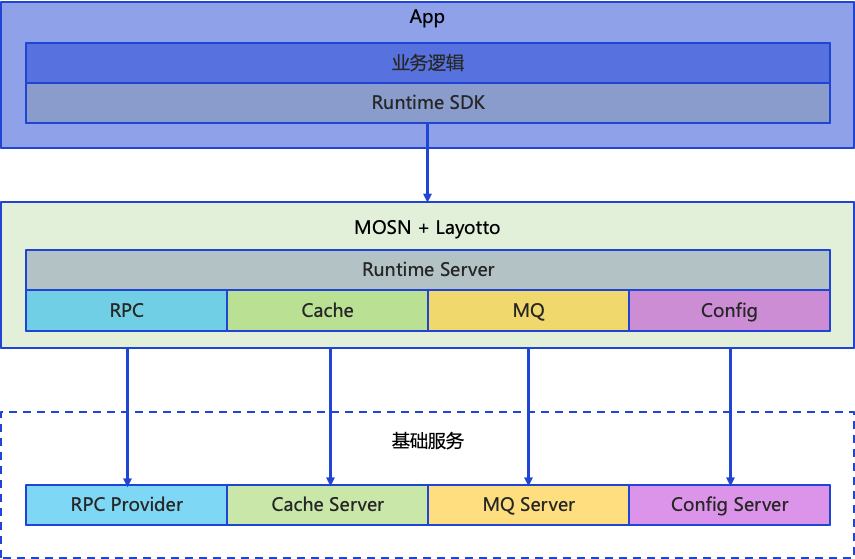 App
业务逻辑
Runtime SDK
MOSN + Layotto
Runtime Server
RPC Cache MQ Config
基础服务
RPC Provider Cache Server MQ Server Config Server